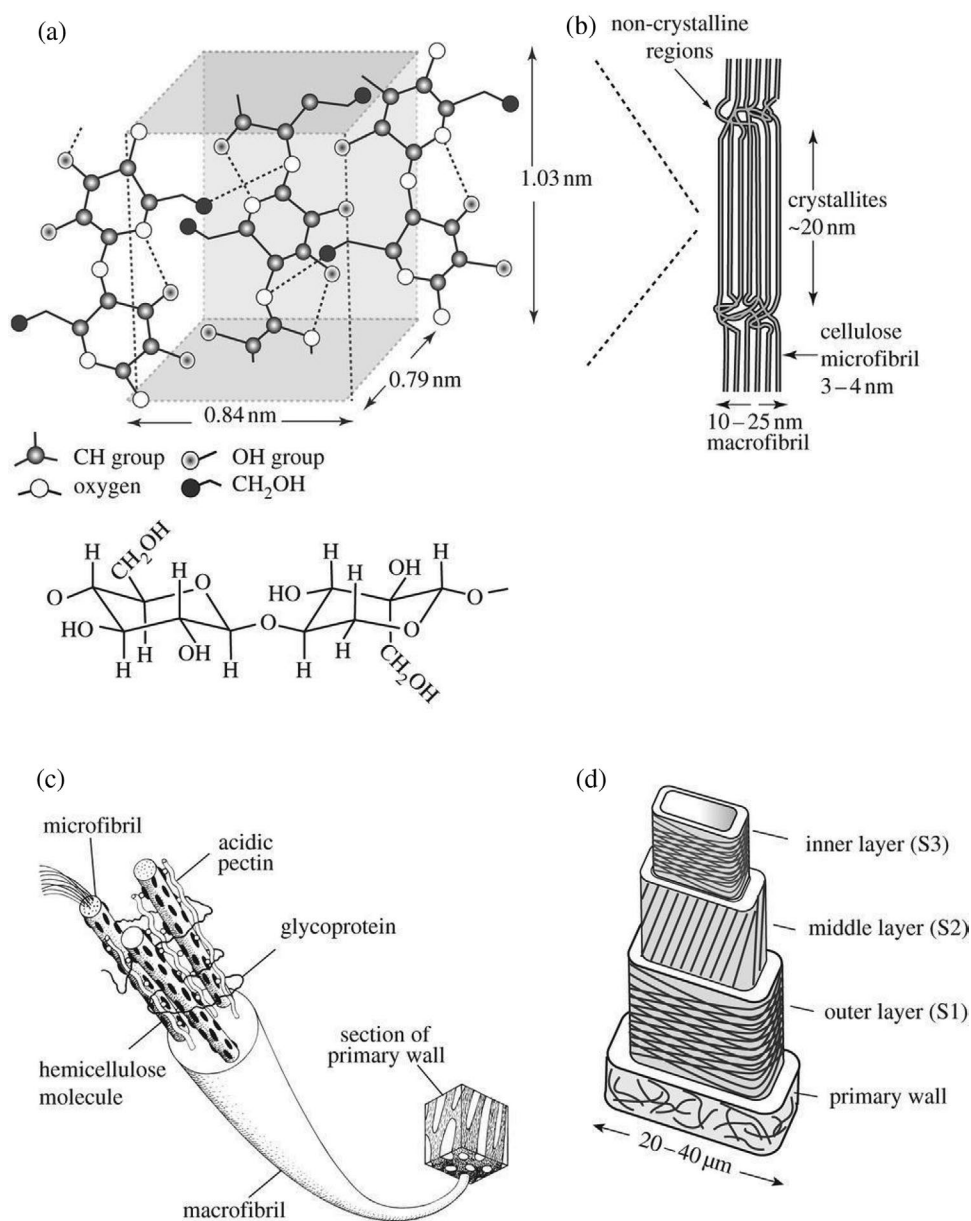 (a)
1.03 nm
0.79 nm
0.84 nm
CH group
OH group
oxygen
CH₂OH
H
CH₂OH
H
O
O
HO
OH
H
H
O
H
HO
H
OH
H
O
O
H
CH₂OH
(b)
non-crystalline
regions
crystallites
~20 nm
cellulose
microfibril
3–4 nm
10–25 nm
macrofibril
(c)
microfibril
acidic
pectin
glycoprotein
hemicellulose
molecule
section of
primary wall
macrofibril
(d)
inner layer (S3)
middle layer (S2)
outer layer (S1)
primary wall
20–40 μm